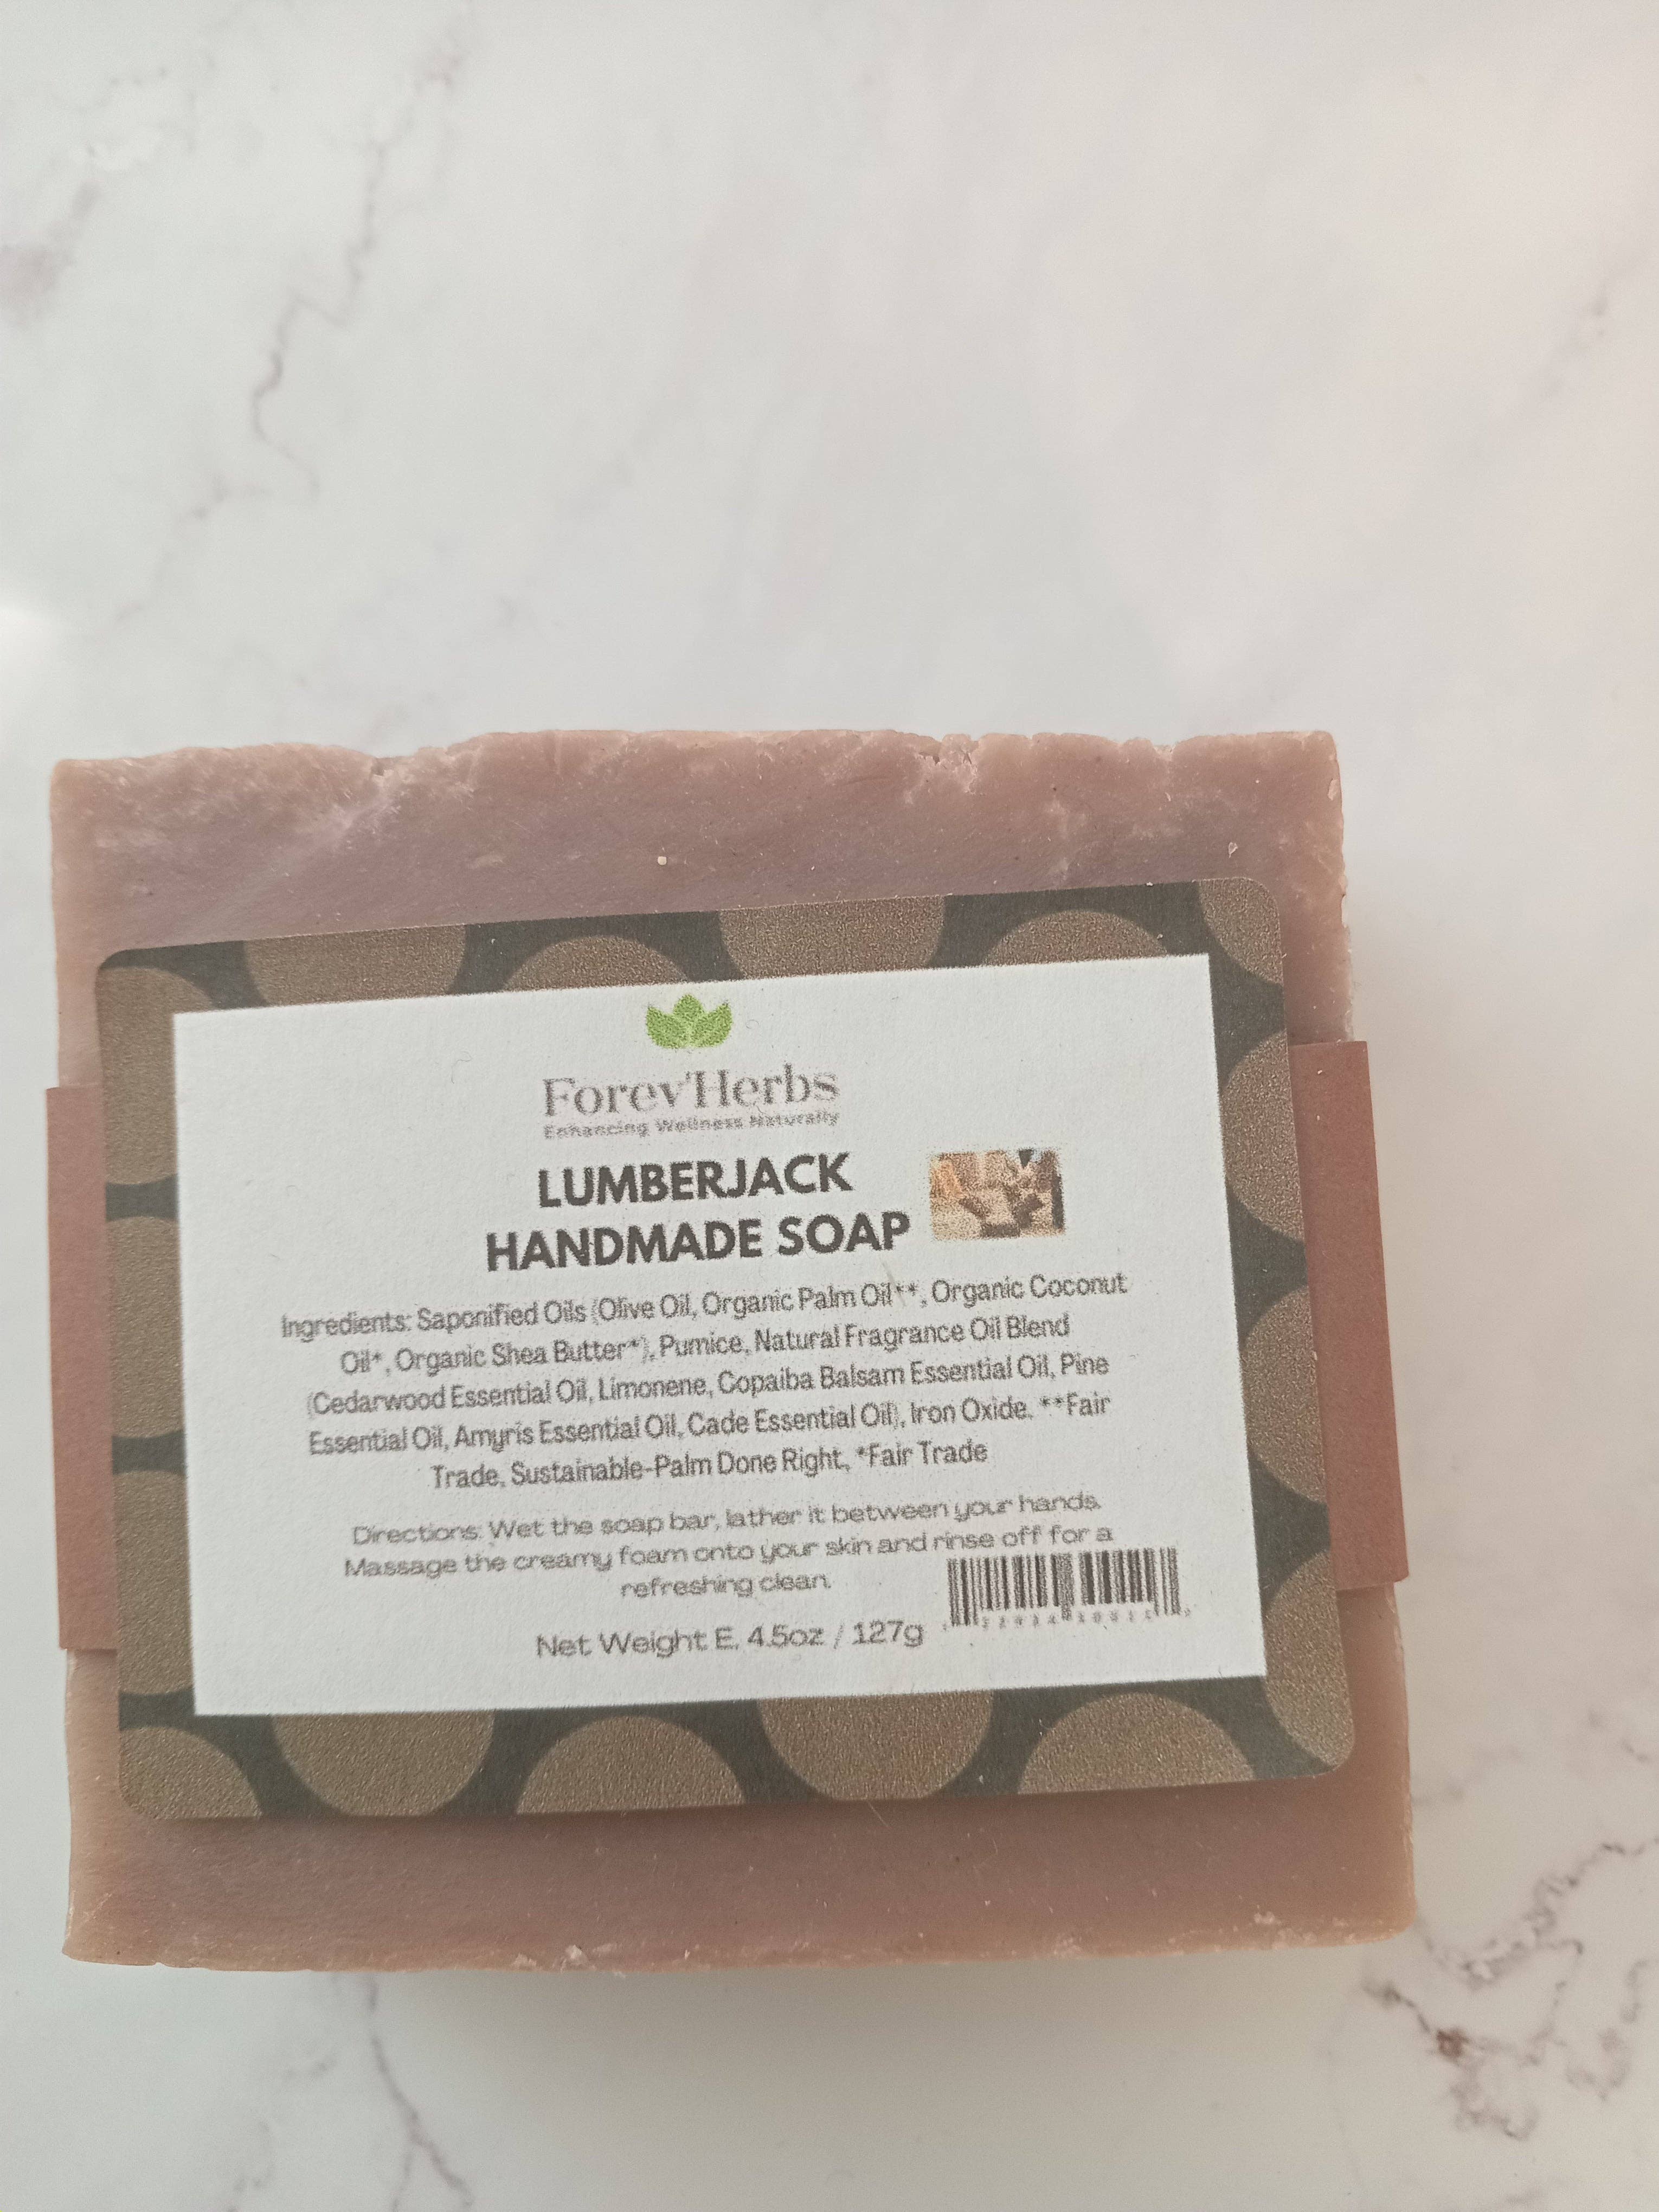 Forev'Herbs
Enhancing Wellness Naturally
LUMBERJACK
HANDMADE SOAP
Ingredients: Saponified Oils (Olive Oil, Organic Palm Oil**, Organic Coconut
Oil*, Organic Shea Butter*), Pumice, Natural Fragrance Oil Blend
(Cedarwood Essential Oil, Limonene, Copaiba Balsam Essential Oil, Pine
Essential Oil, Amyris Essential Oil, Cade Essential Oil), Iron Oxide. **Fair
Trade, Sustainable-Palm Done Right, *Fair Trade
Directions: Wet the soap bar, lather it between your hands.
Massage the creamy foam onto your skin and rinse off for a
refreshing clean.
Net Weight E. 4.5oz / 127g